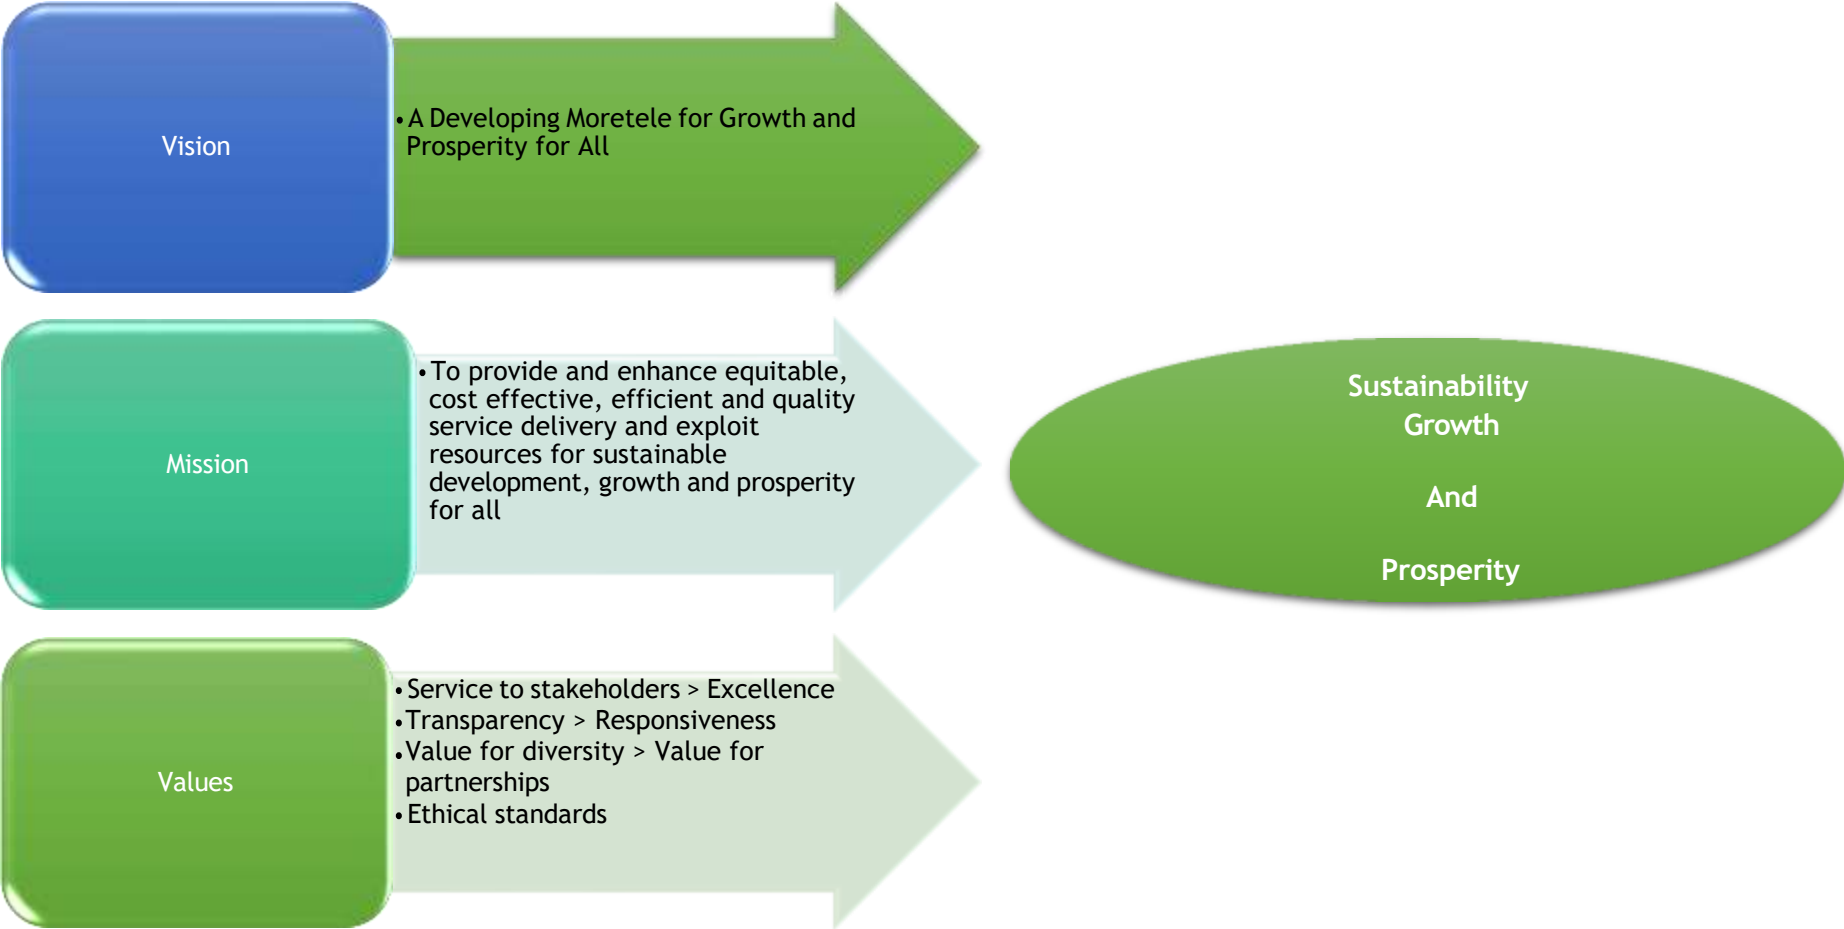 Vision
• A Developing Moretele for Growth and
Prosperity for All
Mission
• To provide and enhance equitable,
cost effective, efficient and quality
service delivery and exploit
resources for sustainable
development, growth and prosperity
for all
Sustainability
Growth
And
Prosperity
Values
• Service to stakeholders > Excellence
• Transparency > Responsiveness
• Value for diversity > Value for
partnerships
• Ethical standards